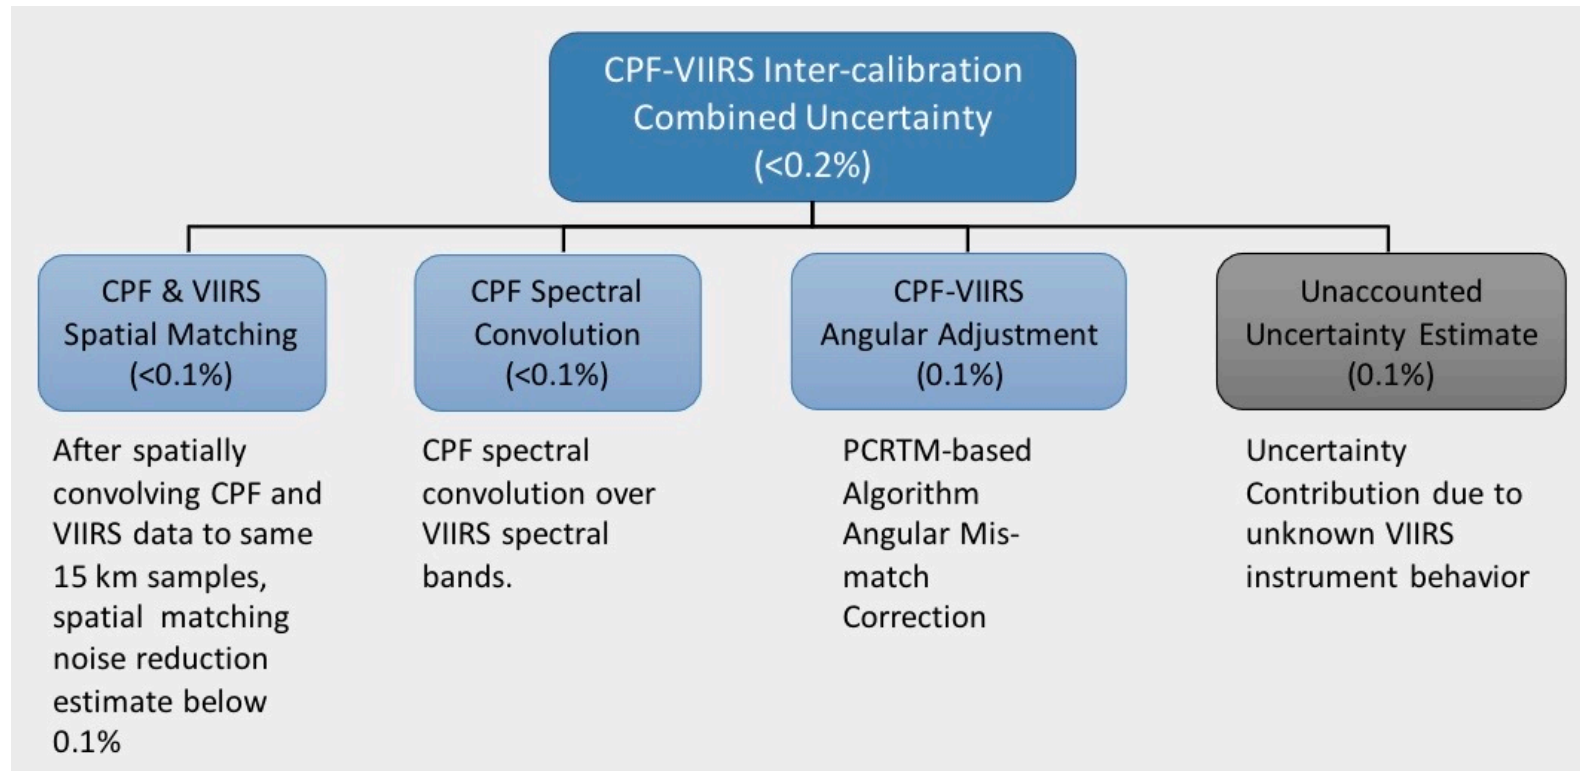 CPF-VIIRS Inter-calibration
Combined Uncertainty
(<0.2%)
CPF & VIIRS
Spatial Matching
(<0.1%)
CPF Spectral
Convolution
(<0.1%)
CPF-VIIRS
Angular Adjustment
(0.1%)
Unaccounted
Uncertainty Estimate
(0.1%)
After spatially
convolving CPF and
VIIRS data to same
15 km samples,
spatial matching
noise reduction
estimate below
0.1%
CPF spectral
convolution over
VIIRS spectral
bands.
PCRTM-based
Algorithm
Angular Mis-
match
Correction
Uncertainty
Contribution due to
unknown VIIRS
instrument behavior